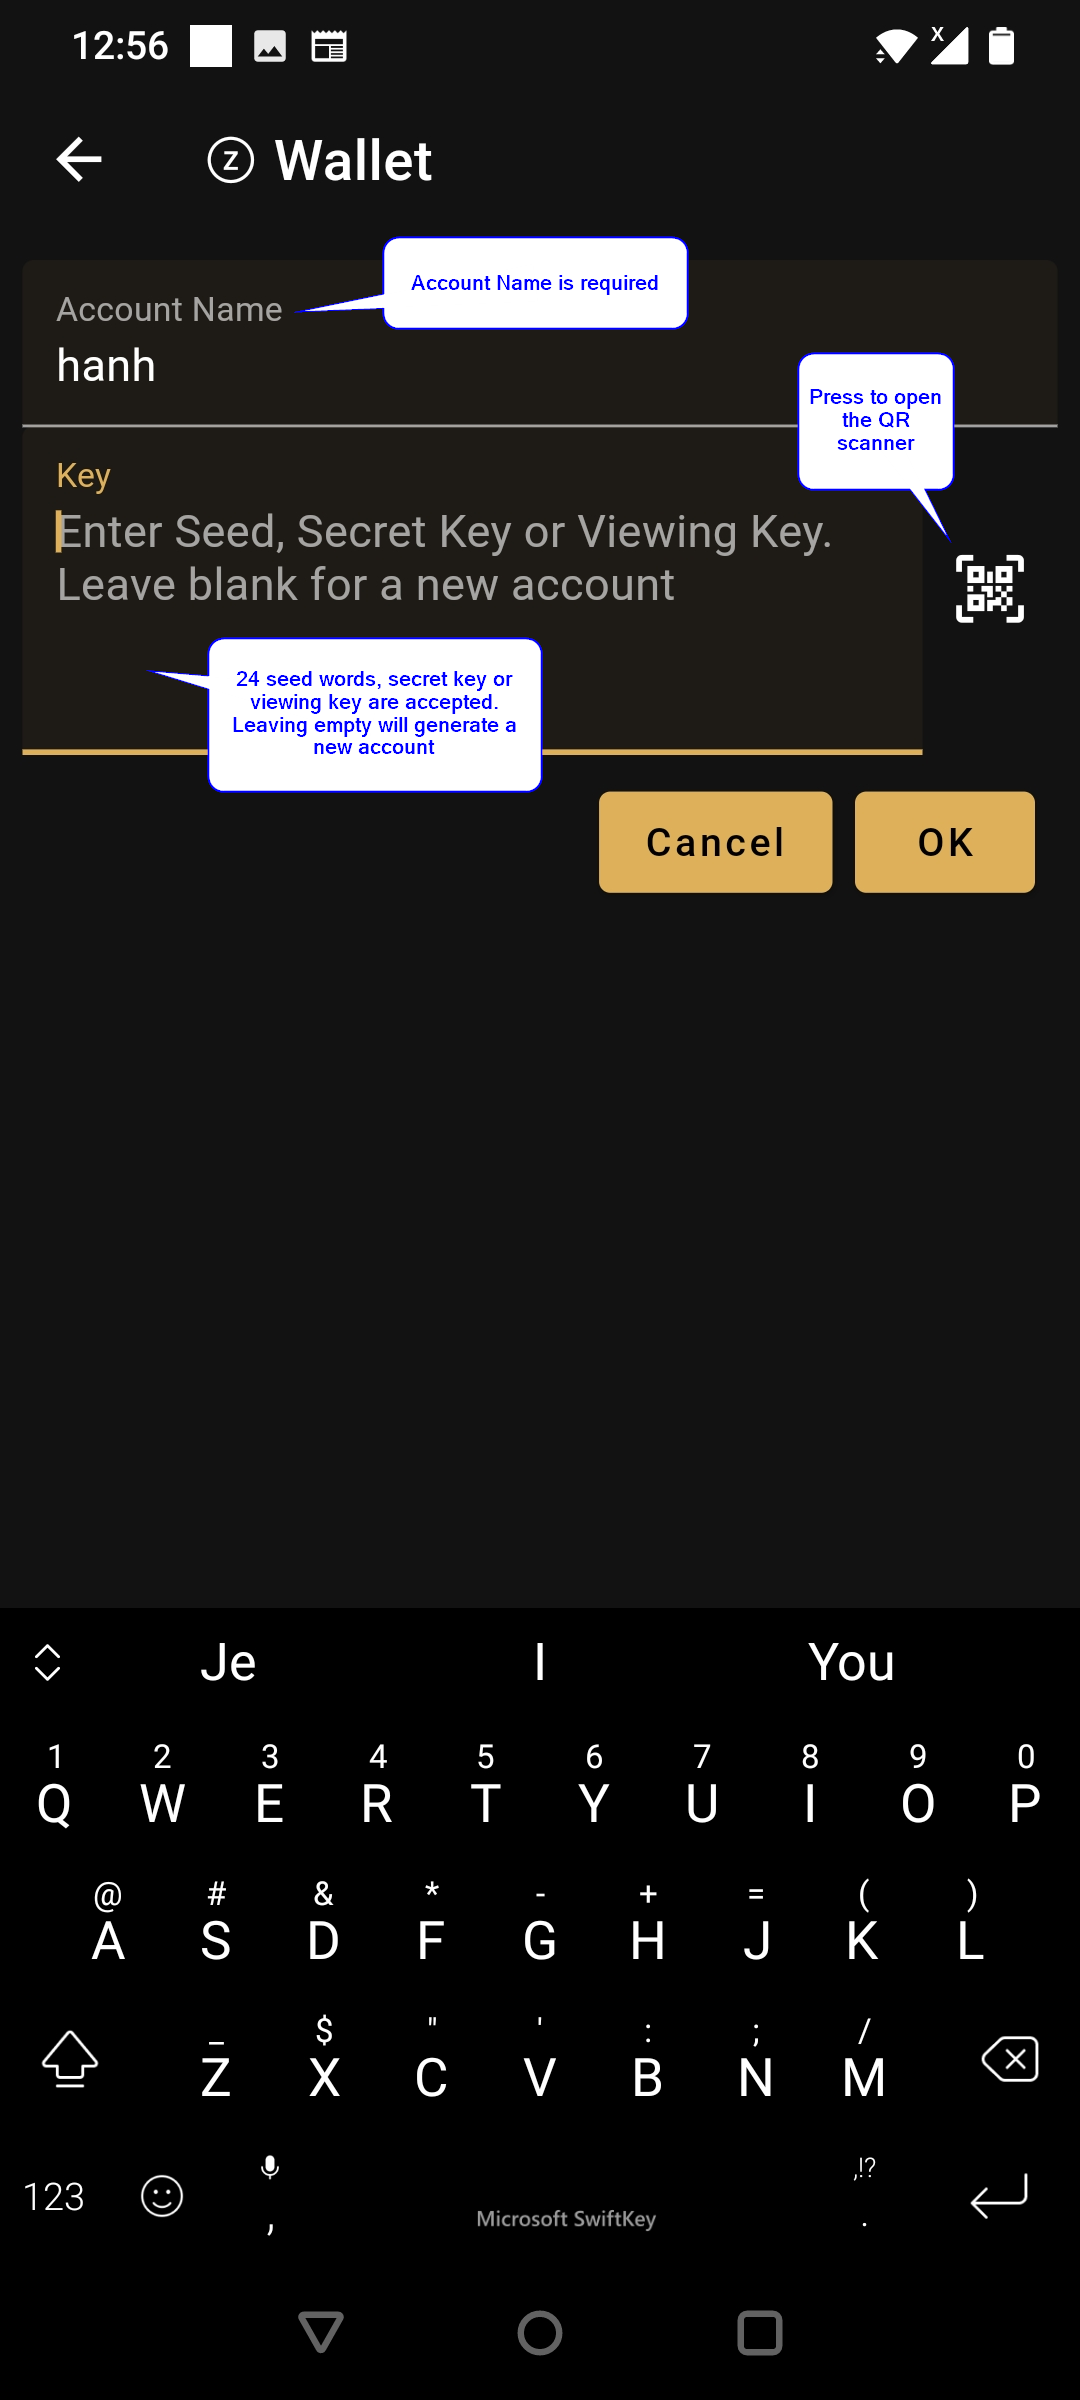 12:56
X
Z Wallet
Account Name is required
Account Name
hanh
Press to open
the QR
scanner
Key
Enter Seed, Secret Key or Viewing Key.
Leave blank for a new account
24 seed words, secret key or
viewing key are accepted.
Leaving empty will generate a
new account
Cancel OK
Je I You
1 2 3 4 5 6 7 8 9 0
Q W E R T Y U I O P
@ # & * - + = ( )
A S D F G H J K L
_ $ " ' : ; /
Z X C V B N M
,!?
123 , Microsoft SwiftKey .